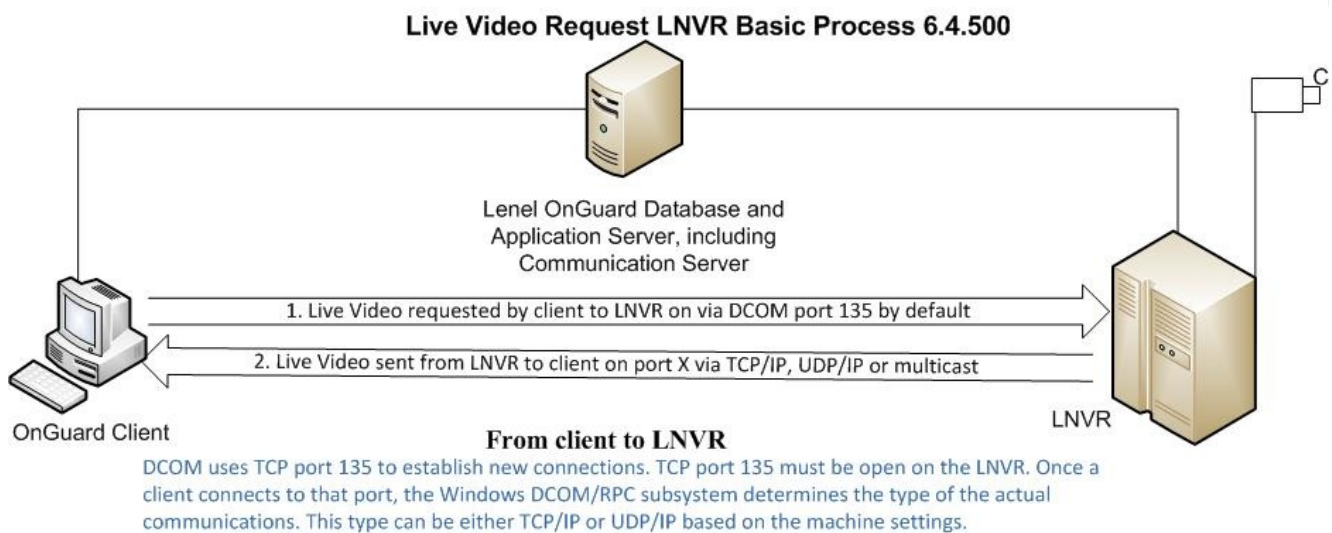 Live Video Request LNVR Basic Process 6.4.500
C
Lenel OnGuard Database and
Application Server, including
Communication Server
1. Live Video requested by client to LNVR on via DCOM port 135 by default
2. Live Video sent from LNVR to client on port X via TCP/IP, UDP/IP or multicast
OnGuard Client
LNVR
From client to LNVR
DCOM uses TCP port 135 to establish new connections. TCP port 135 must be open on the LNVR. Once a
client connects to that port, the Windows DCOM/RPC subsystem determines the type of the actual
communications. This type can be either TCP/IP or UDP/IP based on the machine settings.